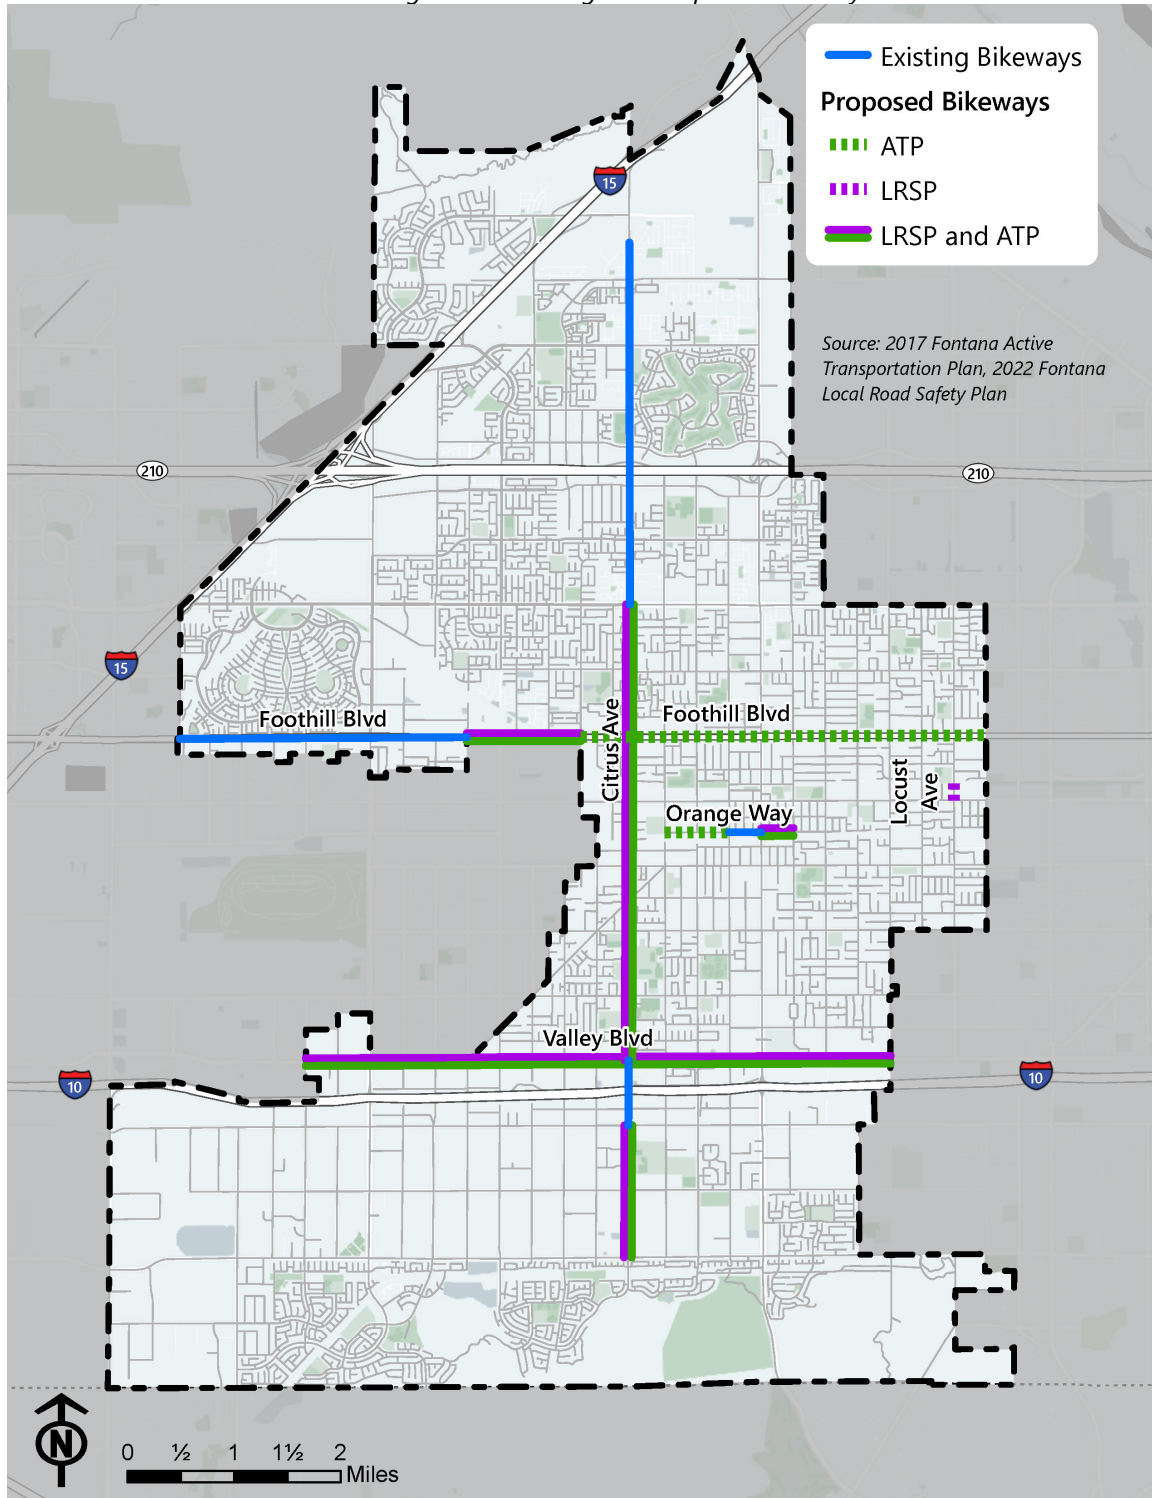 Existing Bikeways
Proposed Bikeways
ATP
LRSP
LRSP and ATP
15
Source: 2017 Fontana Active
Transportation Plan, 2022 Fontana
Local Road Safety Plan
210
210
15
Foothill Blvd
Foothill Blvd
Citrus Ave
Locust
Ave
Orange Way
Valley Blvd
10
10
N
0 ½ 1 1½ 2
Miles